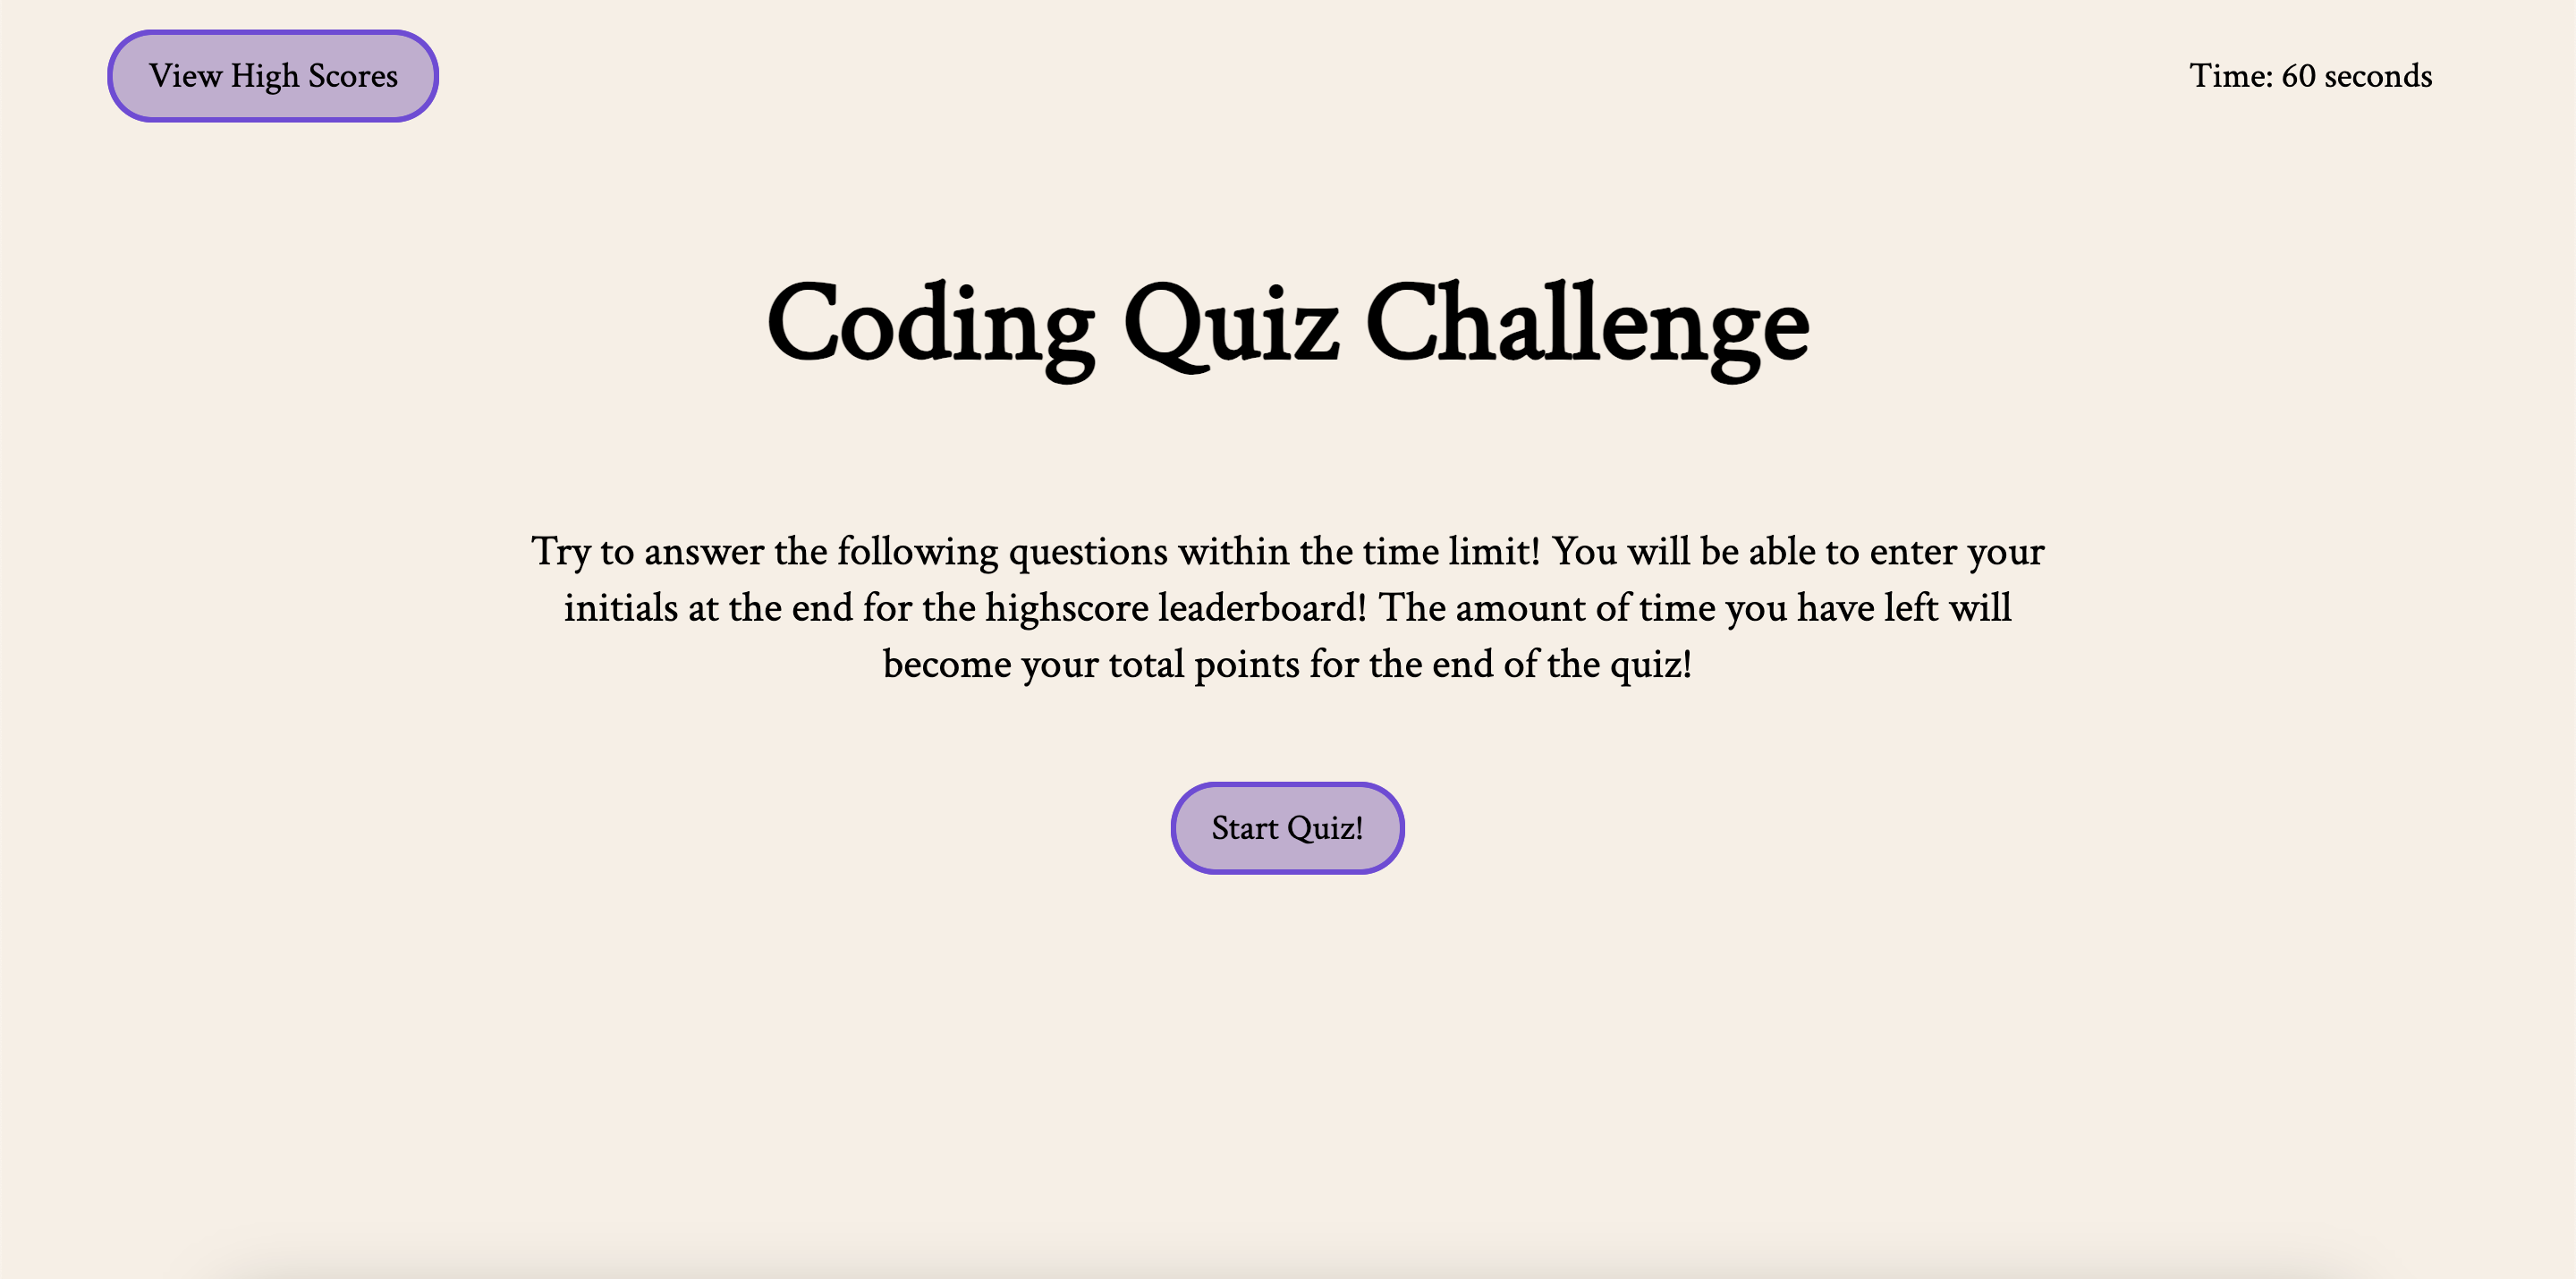 View High Scores
Time: 60 seconds
Coding Quiz Challenge
Try to answer the following questions within the time limit! You will be able to enter your
initials at the end for the highscore leaderboard! The amount of time you have left will
become your total points for the end of the quiz!
Start Quiz!